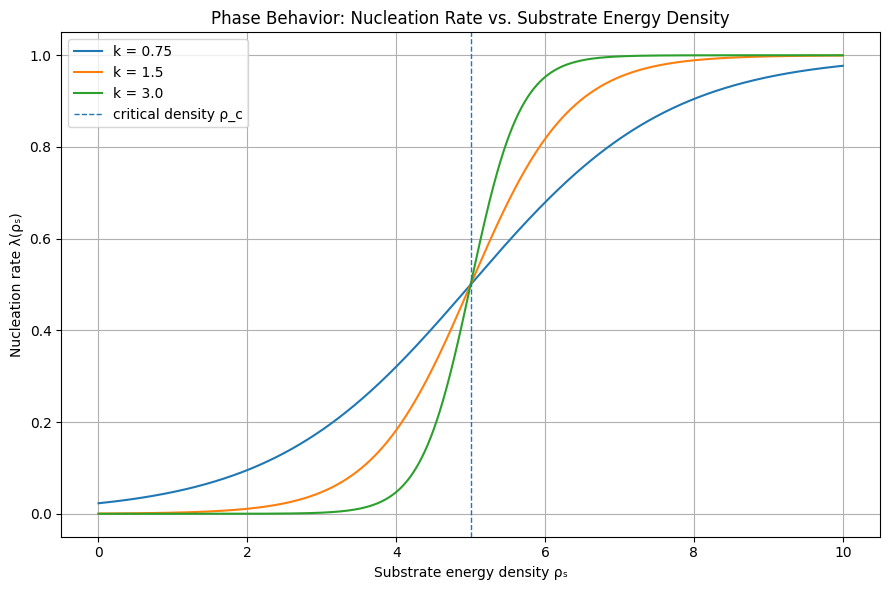 Phase Behavior: Nucleation Rate vs. Substrate Energy Density
k = 0.75
k = 1.5
k = 3.0
critical density ρ_c
Nucleation rate λ(ρₛ)
1.0
0.8
0.6
0.4
0.2
0.0
0 2 4 6 8 10
Substrate energy density ρₛ